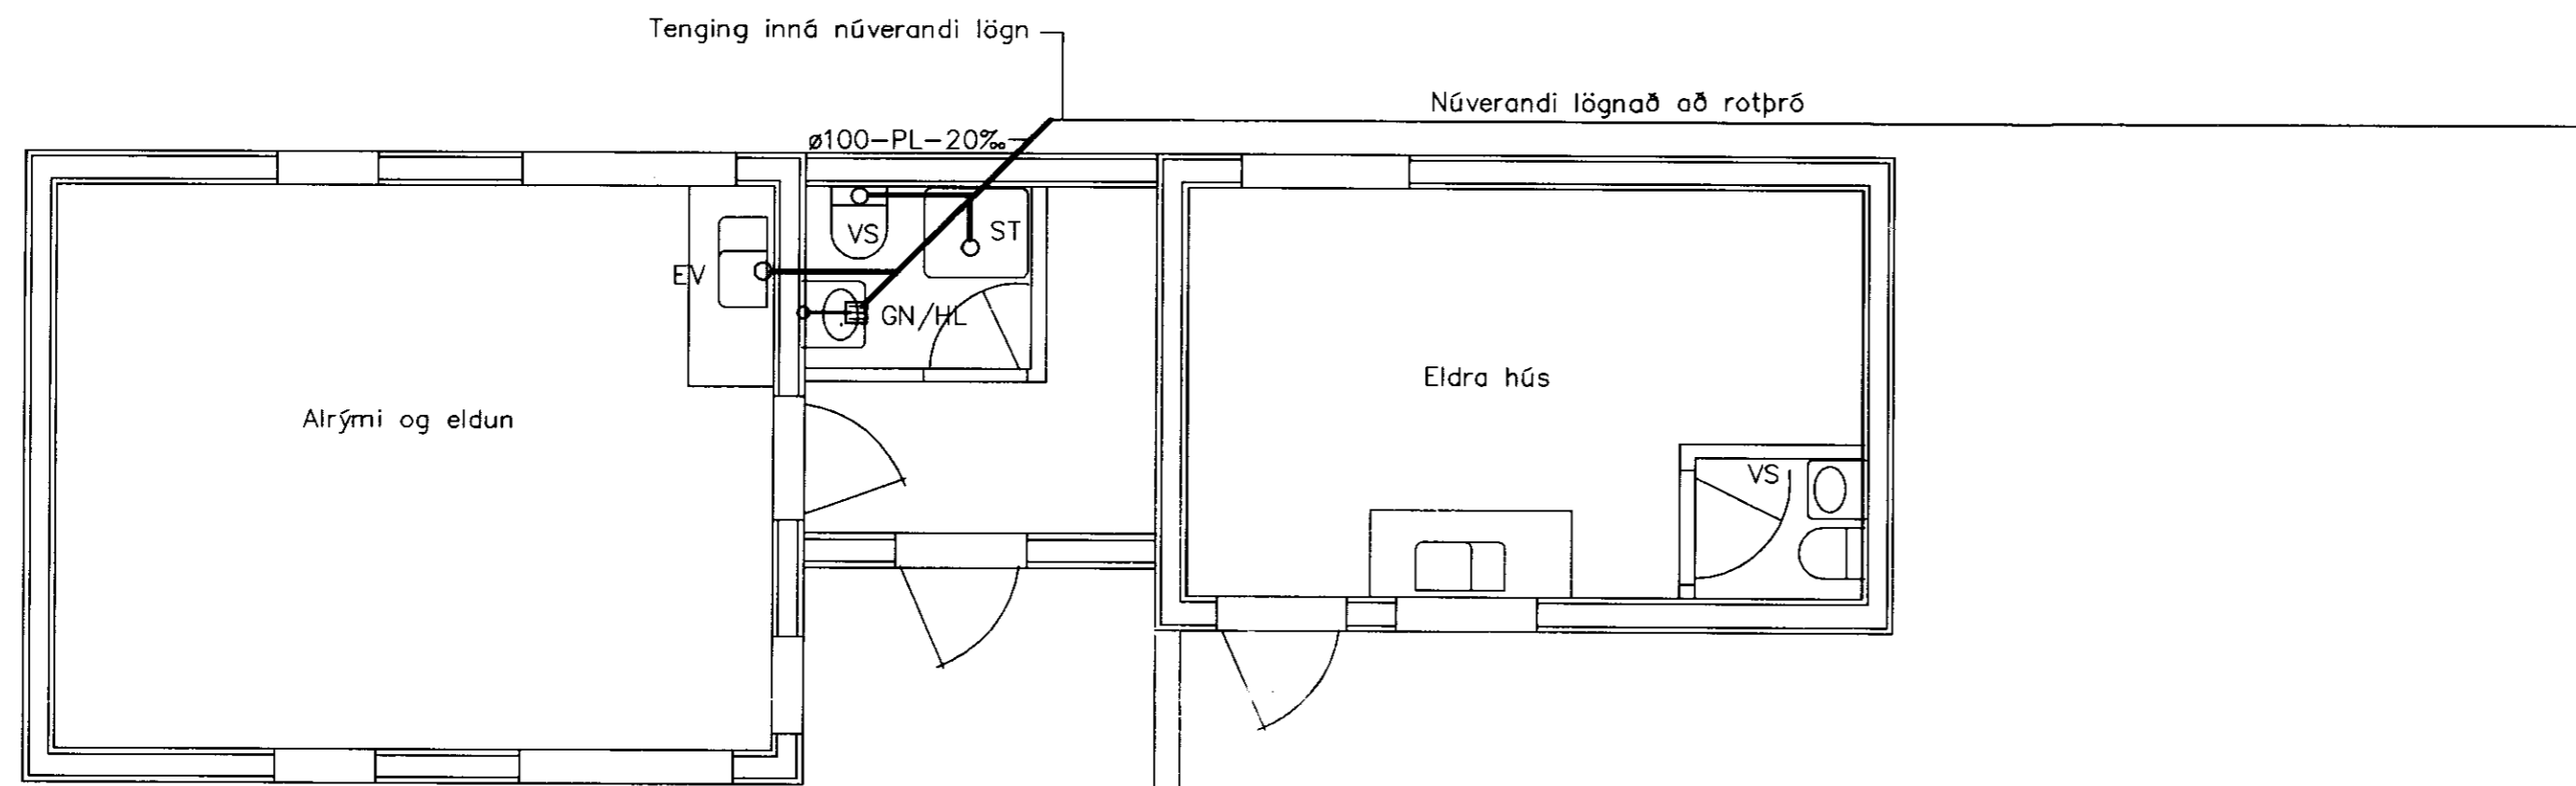 Tenging inná núverandi lögn
Núverandi lögnað að rotþró
ø100-PL-20‰
VS
ST
EV
GN/HL
Eldra hús
Alrými og eldun
VS